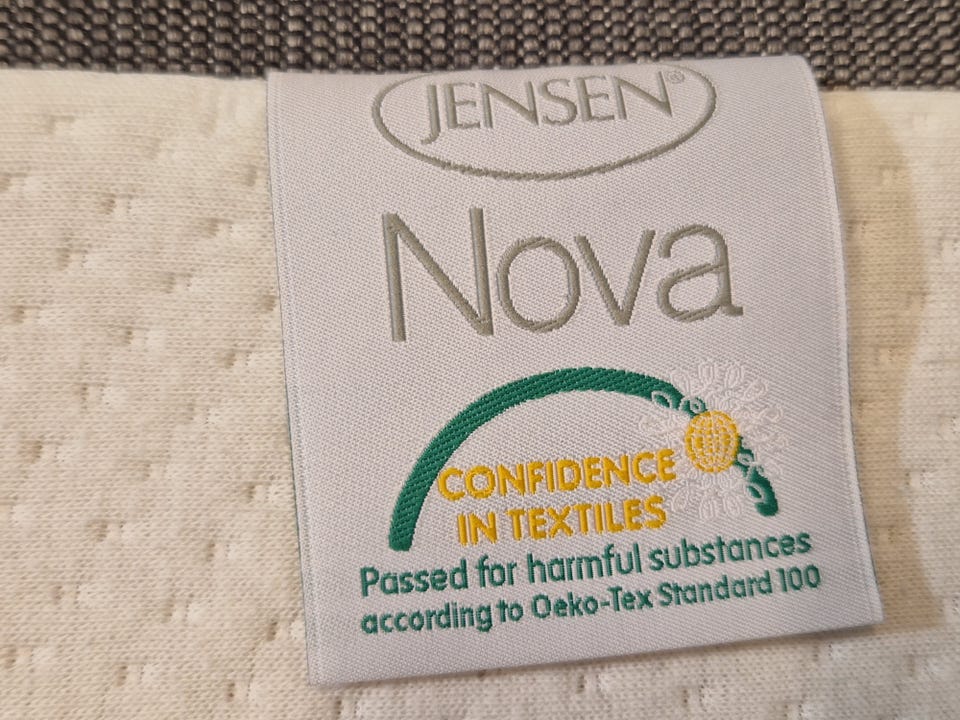 JENSEN®
Nova
CONFIDENCE
IN TEXTILES
Passed for harmful substances
according to Oeko-Tex Standard 100